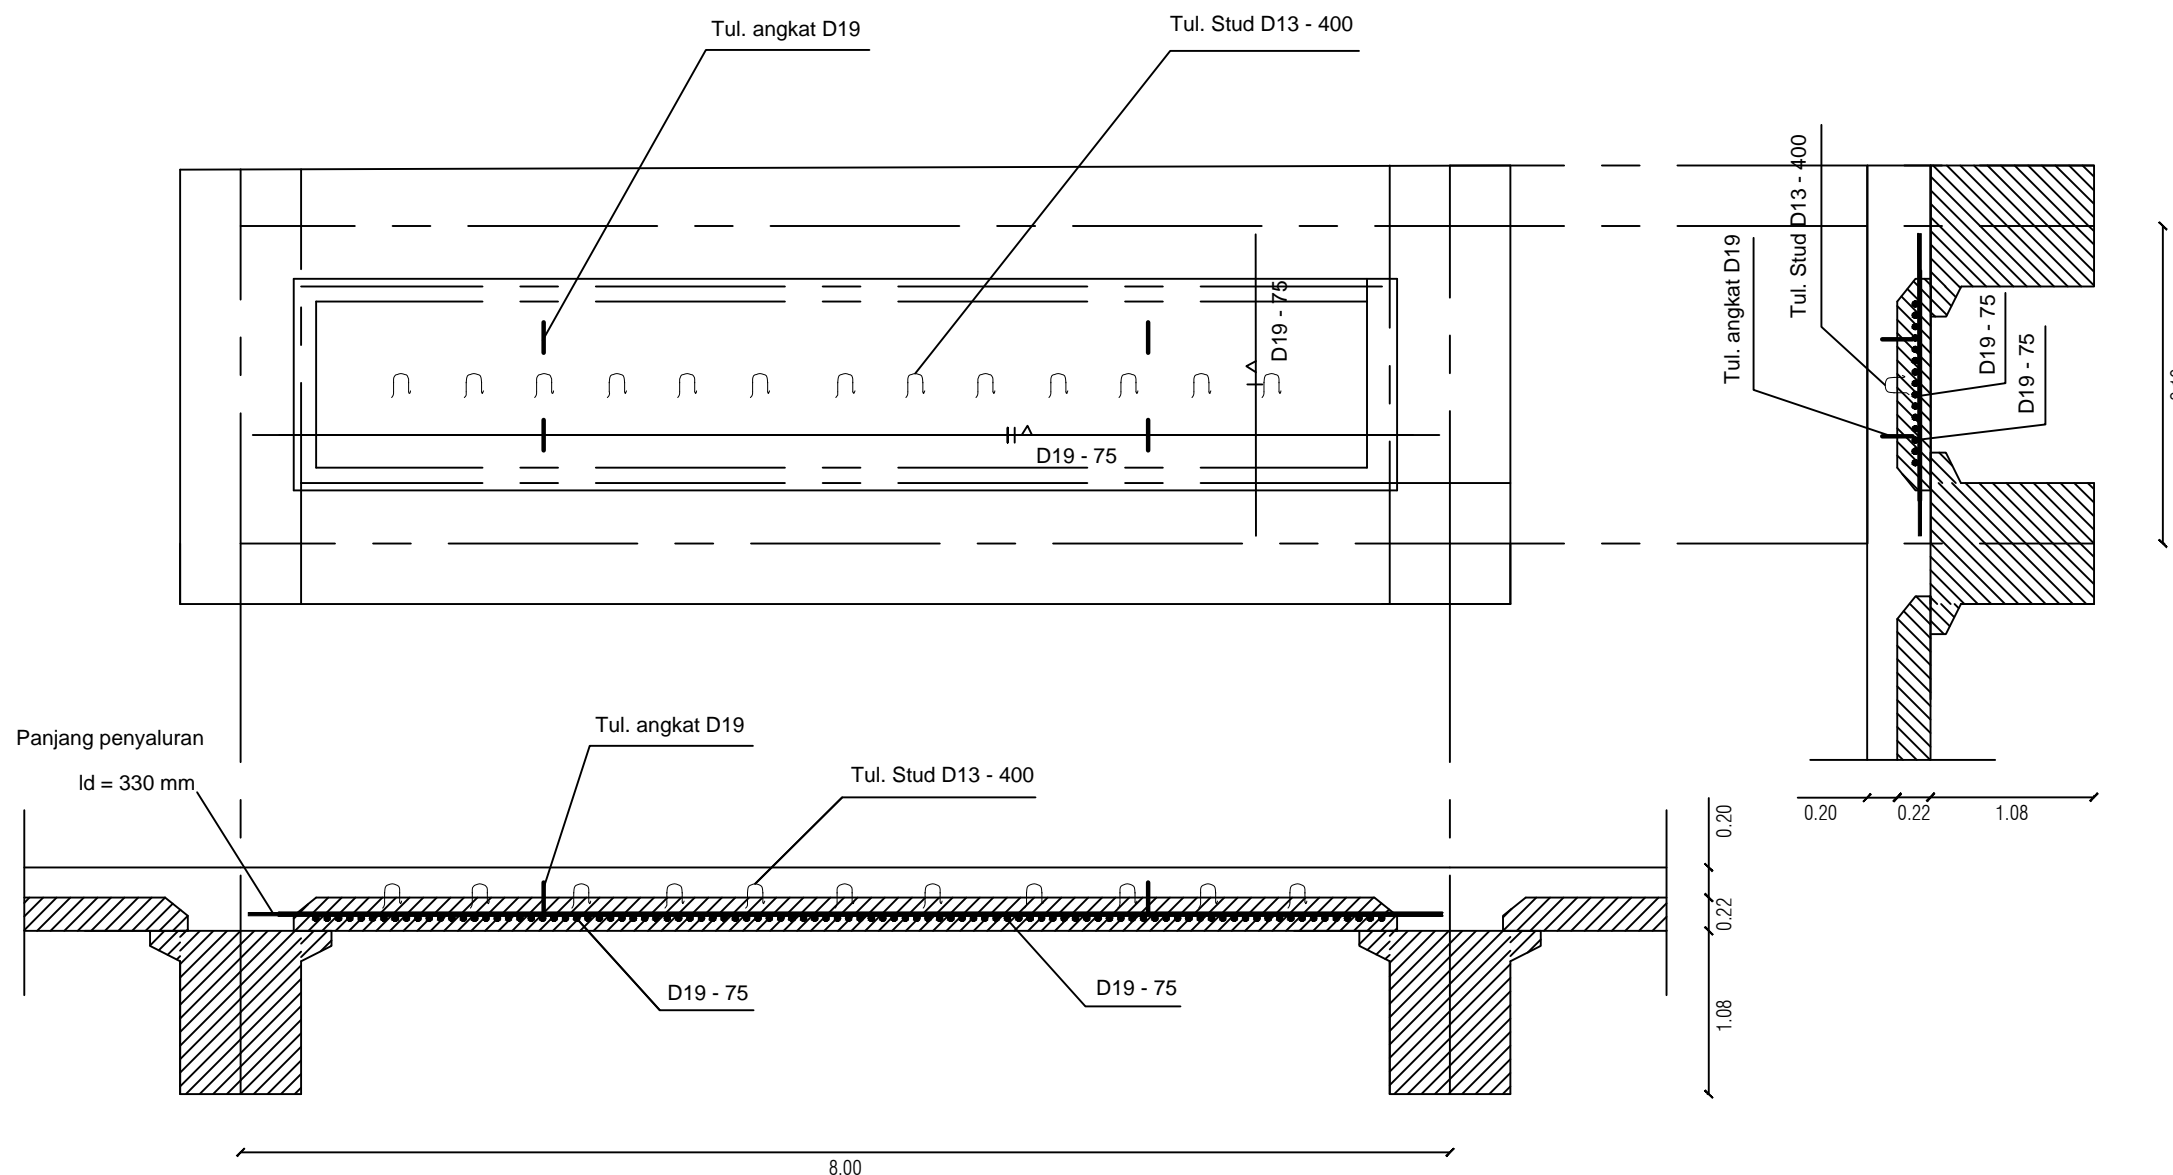 Tul. angkat D19
Tul. Stud D13 - 400
D19 - 75
D19 - 75
Tul. angkat D19
Tul. Stud D13 - 400
D19 - 75
D19 - 75
0.20
0.22
1.08
Panjang penyaluran
ld = 330 mm
Tul. angkat D19
Tul. Stud D13 - 400
D19 - 75
D19 - 75
0.20
0.22
1.08
8.00